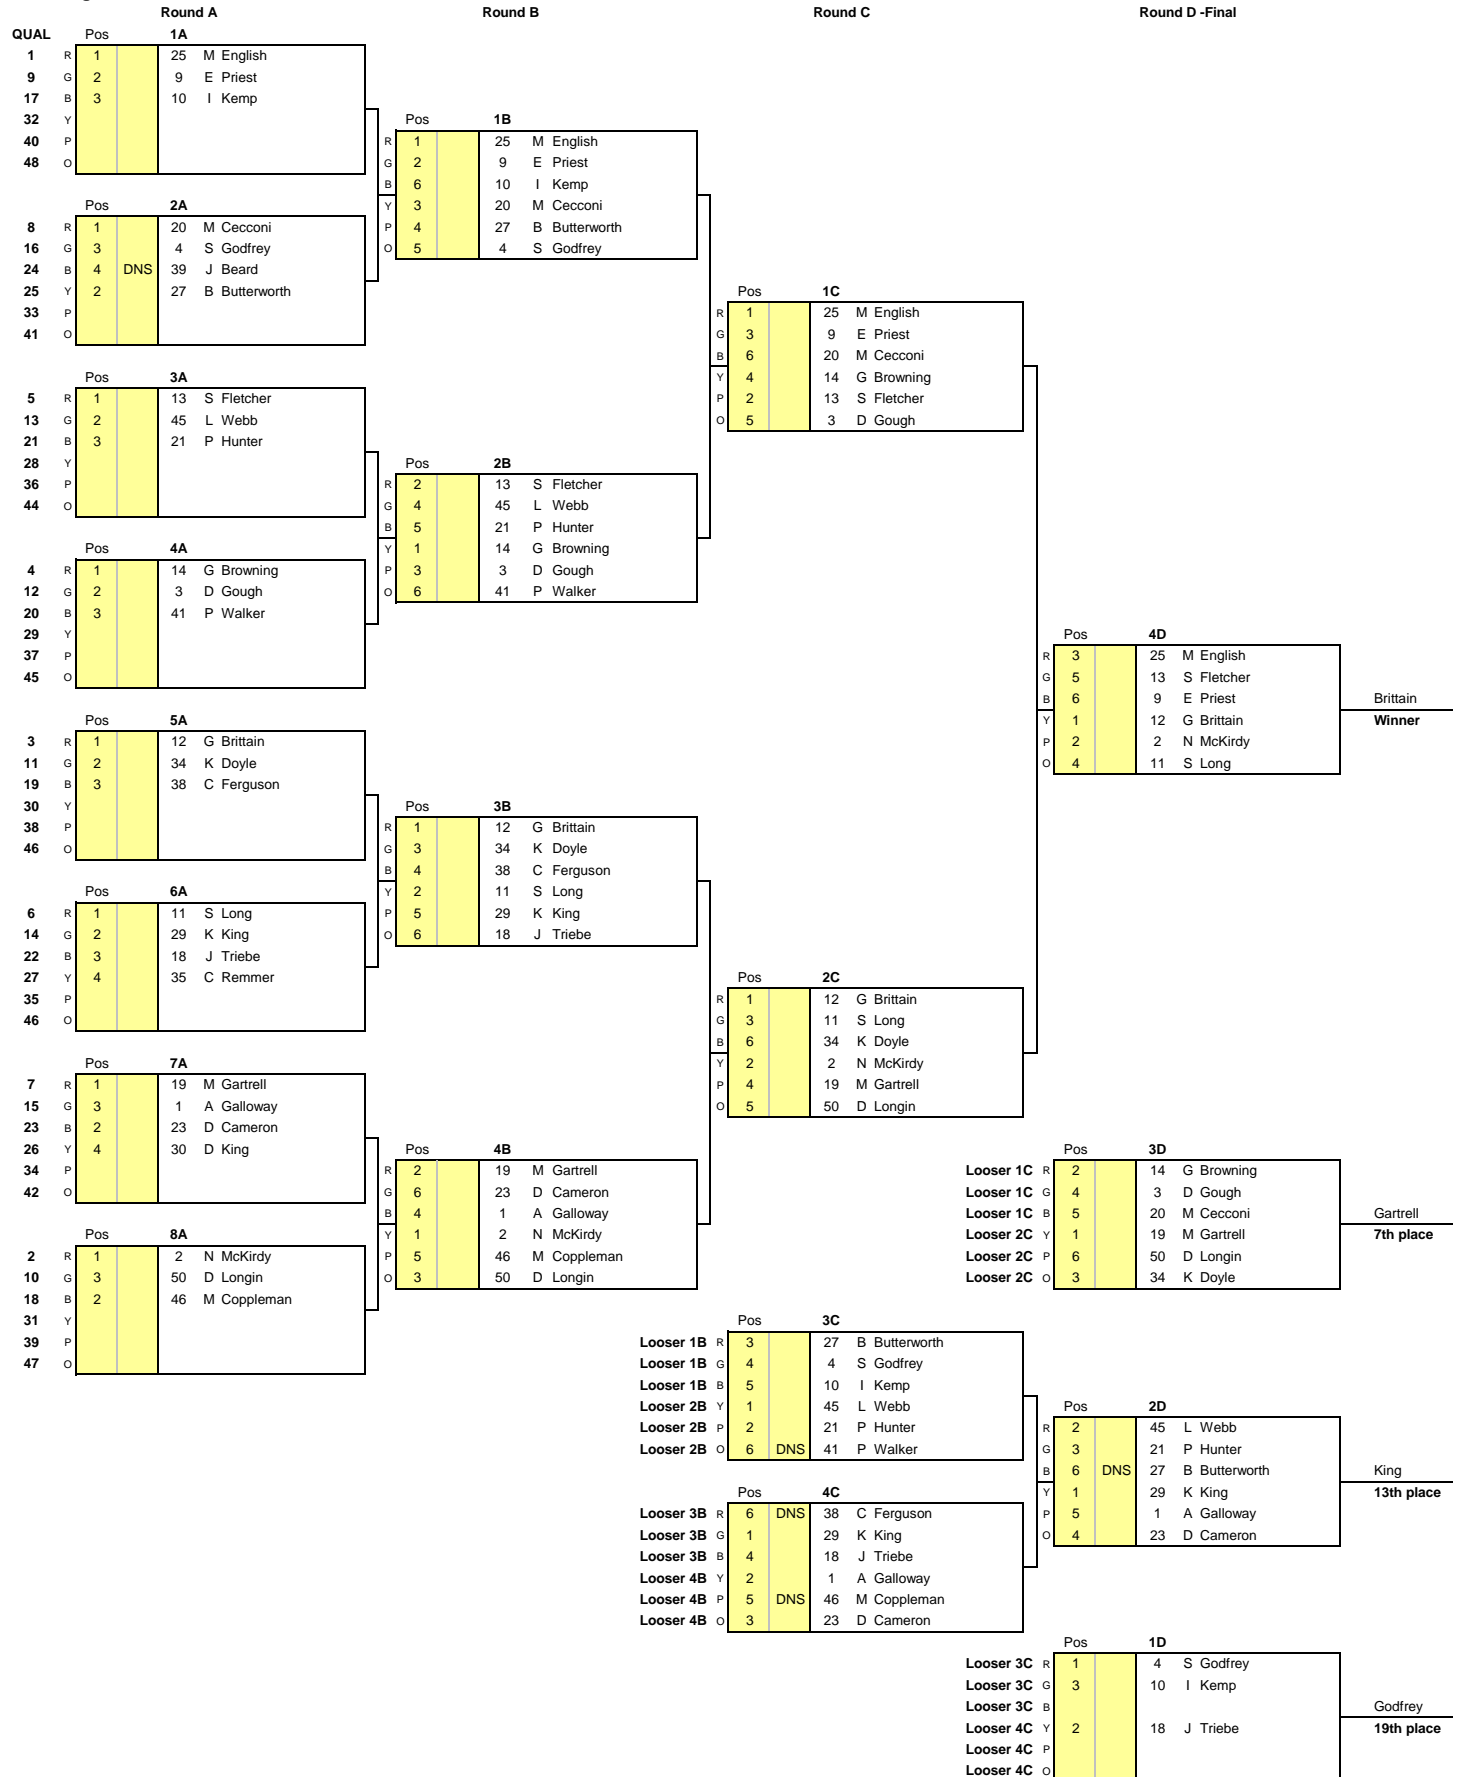 Round A Round B Round C Round D -Final
QUAL Pos 1A
1 R 1 25 M English
9 G 2 9 E Priest
17 B 3 10 I Kemp
32 Y
40 P
48 O
Pos 2A
8 R 1 20 M Cecconi
16 G 3 4 S Godfrey
24 B 4 DNS 39 J Beard
25 Y 2 27 B Butterworth
33 P
41 O
Pos 3A
5 R 1 13 S Fletcher
13 G 2 45 L Webb
21 B 3 21 P Hunter
28 Y
36 P
44 O
Pos 4A
4 R 1 14 G Browning
12 G 2 3 D Gough
20 B 3 41 P Walker
29 Y
37 P
45 O
Pos 5A
3 R 1 12 G Brittain
11 G 2 34 K Doyle
19 B 3 38 C Ferguson
30 Y
38 P
46 O
Pos 6A
6 R 1 11 S Long
14 G 2 29 K King
22 B 3 18 J Triebe
27 Y 4 35 C Remmer
35 P
46 O
Pos 7A
7 R 1 19 M Gartrell
15 G 3 1 A Galloway
23 B 2 23 D Cameron
26 Y 4 30 D King
34 P
42 O
Pos 8A
2 R 1 2 N McKirdy
10 G 3 50 D Longin
18 B 2 46 M Coppleman
31 Y
39 P
47 O
Pos 1B
R 1 25 M English
G 2 9 E Priest
B 6 10 I Kemp
Y 3 20 M Cecconi
P 4 27 B Butterworth
O 5 4 S Godfrey
Pos 2B
R 2 13 S Fletcher
G 4 45 L Webb
B 5 21 P Hunter
Y 1 14 G Browning
P 3 3 D Gough
O 6 41 P Walker
Pos 3B
R 1 12 G Brittain
G 3 34 K Doyle
B 4 38 C Ferguson
Y 2 11 S Long
P 5 29 K King
O 6 18 J Triebe
Pos 4B
R 2 19 M Gartrell
G 6 23 D Cameron
B 4 1 A Galloway
Y 1 2 N McKirdy
P 5 46 M Coppleman
O 3 50 D Longin
Pos 1C
R 1 25 M English
G 3 9 E Priest
B 6 20 M Cecconi
Y 4 14 G Browning
P 2 13 S Fletcher
O 5 3 D Gough
Pos 2C
R 1 12 G Brittain
G 3 11 S Long
B 6 34 K Doyle
Y 2 2 N McKirdy
P 4 19 M Gartrell
O 5 50 D Longin
Pos 3C
Looser 1B R 3 27 B Butterworth
Looser 1B G 4 4 S Godfrey
Looser 1B B 5 10 I Kemp
Looser 2B Y 1 45 L Webb
Looser 2B P 2 21 P Hunter
Looser 2B O 6 DNS 41 P Walker
Pos 4C
Looser 3B R 6 DNS 38 C Ferguson
Looser 3B G 1 29 K King
Looser 3B B 4 18 J Triebe
Looser 4B Y 2 1 A Galloway
Looser 4B P 5 DNS 46 M Coppleman
Looser 4B O 3 23 D Cameron
Pos 4D
R 3 25 M English
G 5 13 S Fletcher
B 6 9 E Priest
Y 1 12 G Brittain
P 2 2 N McKirdy
O 4 11 S Long
Brittain
Winner
Pos 3D
Looser 1C R 2 14 G Browning
Looser 1C G 4 3 D Gough
Looser 1C B 5 20 M Cecconi
Looser 2C Y 1 19 M Gartrell
Looser 2C P 6 50 D Longin
Looser 2C O 3 34 K Doyle
Gartrell
7th place
Pos 2D
R 2 45 L Webb
G 3 21 P Hunter
B 6 DNS 27 B Butterworth
Y 1 29 K King
P 5 1 A Galloway
O 4 23 D Cameron
King
13th place
Pos 1D
Looser 3C R 1 4 S Godfrey
Looser 3C G 3 10 I Kemp
Looser 3C B
Looser 4C Y 2 18 J Triebe
Looser 4C P
Looser 4C O
Godfrey
19th place